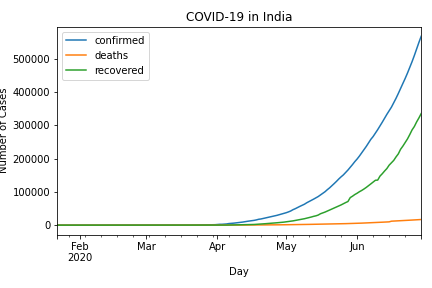 COVID-19 in India
confirmed
deaths
recovered
500000
400000
300000
200000
100000
0
Number of Cases
Feb
2020
Mar
Apr
May
Jun
Day